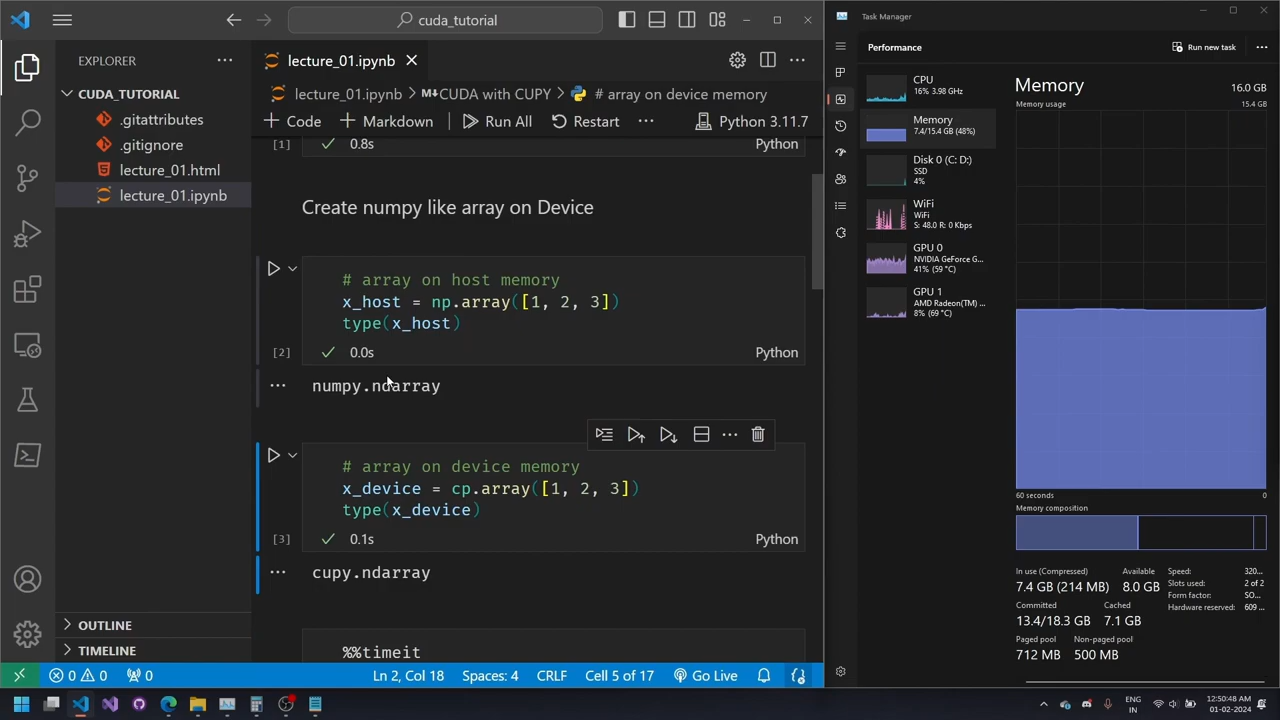 cuda_tutorial
EXPLORER
CUDA_TUTORIAL
.gitattributes
.gitignore
lecture_01.html
lecture_01.ipynb
OUTLINE
TIMELINE
lecture_01.ipynb
lecture_01.ipynb > M↓CUDA with CUPY > # array on device memory
+ Code + Markdown Run All Restart ... Python 3.11.7
[1] 0.8s Python
Create numpy like array on Device
# array on host memory
x_host = np.array([1, 2, 3])
type(x_host)
[2] 0.0s Python
numpy.ndarray
# array on device memory
x_device = cp.array([1, 2, 3])
type(x_device)
[3] 0.1s Python
cupy.ndarray
%%timeit
0 0 0 Ln 2, Col 18 Spaces: 4 CRLF Cell 5 of 17 Go Live
Task Manager
Performance
Run new task
CPU
16% 3.98 GHz
Memory
7.4/15.4 GB (48%)
Disk 0 (C: D:)
SSD
4%
WiFi
WiFi
S: 48.0 R: 0 Kbps
GPU 0
NVIDIA GeForce G...
41% (59 °C)
GPU 1
AMD Radeon(TM) ...
8% (69 °C)
Memory 16.0 GB
Memory usage 15.4 GB
60 seconds 0
Memory composition
In use (Compressed) Available
7.4 GB (214 MB) 8.0 GB
Committed Cached
13.4/18.3 GB 7.1 GB
Paged pool Non-paged pool
712 MB 500 MB
Speed: 320...
Slots used: 2 of 2
Form factor: SO...
Hardware reserved: 609 ...
ENG
IN
12:50:48 AM
01-02-2024